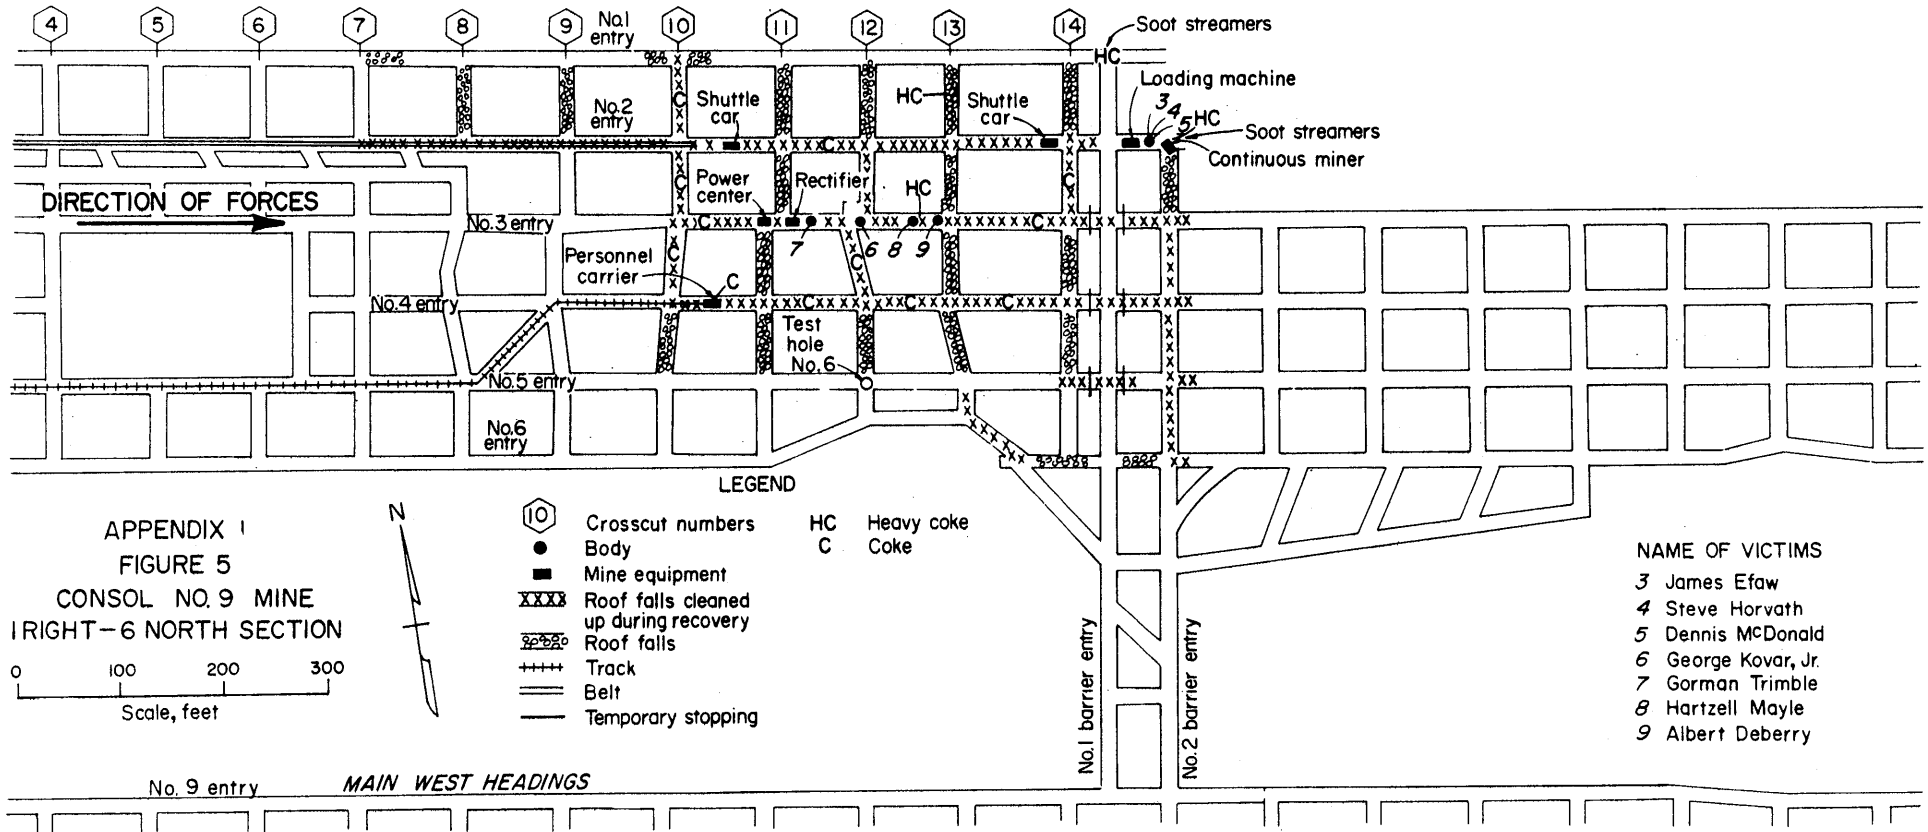 4 5 6 7 8 9 No.1 10 11 12 13 14
entry
Soot streamers
HC
Loading machine
3
4
5
HC
Soot streamers
Continuous miner
No.2
entry
C
Shuttle
car
HC
Shuttle
car
C
C
Power
center
Rectifier
HC
C
DIRECTION OF FORCES
No.3 entry
C
C
7
6 8 9
C
Personnel
carrier
C
C
No.4 entry
C
C
C
Test
hole
No.6
No.5 entry
No.6
entry
LEGEND
10 Crosscut numbers
Body
Mine equipment
Roof falls cleaned
up during recovery
Roof falls
Track
Belt
Temporary stopping
HC Heavy coke
C Coke
N
APPENDIX 1
FIGURE 5
CONSOL NO. 9 MINE
1 RIGHT-6 NORTH SECTION
0 100 200 300
Scale, feet
No.1 barrier entry
No.2 barrier entry
NAME OF VICTIMS
3 James Efaw
4 Steve Horvath
5 Dennis McDonald
6 George Kovar, Jr.
7 Gorman Trimble
8 Hartzell Mayle
9 Albert Deberry
No. 9 entry
MAIN WEST HEADINGS